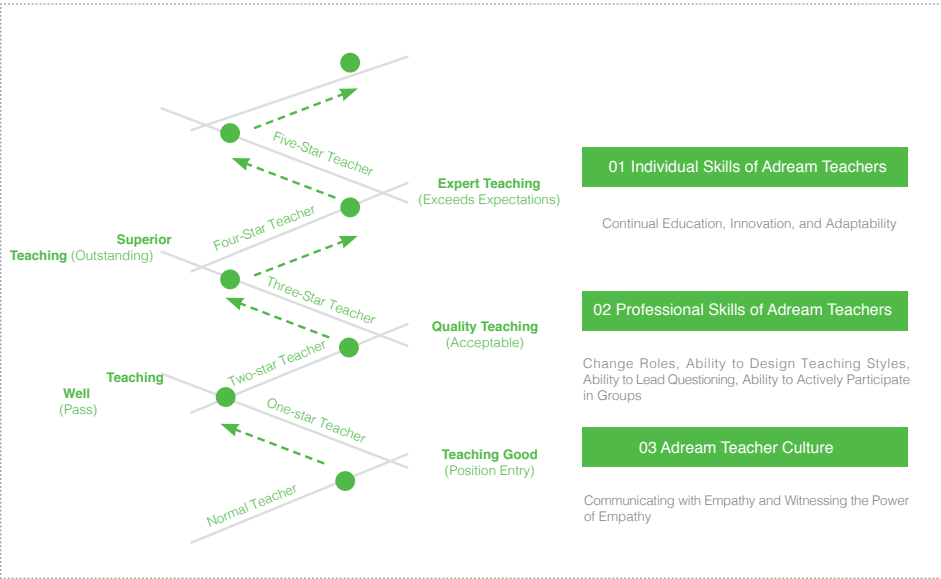 Five-Star Teacher
Expert Teaching
(Exceeds Expectations)
Four-Star Teacher
Superior
Teaching (Outstanding)
Three-Star Teacher
Quality Teaching
(Acceptable)
Two-star Teacher
Teaching
Well
(Pass)
One-star Teacher
Teaching Good
(Position Entry)
Normal Teacher
01 Individual Skills of Adream Teachers
Continual Education, Innovation, and Adaptability
02 Professional Skills of Adream Teachers
Change Roles, Ability to Design Teaching Styles,
Ability to Lead Questioning, Ability to Actively Participate
in Groups
03 Adream Teacher Culture
Communicating with Empathy and Witnessing the Power
of Empathy